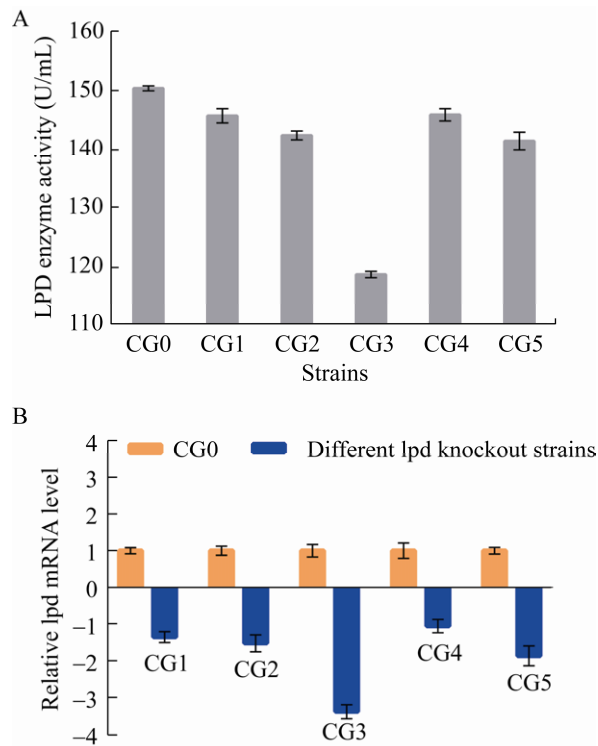 A
LPD enzyme activity (U/mL)
160
150
140
130
120
110
CG0 CG1 CG2 CG3 CG4 CG5
Strains
B
Relative lpd mRNA level
CG0 Different lpd knockout strains
4
3
2
1
0
−1
−2
−3
−4
CG1
CG2
CG3
CG4
CG5